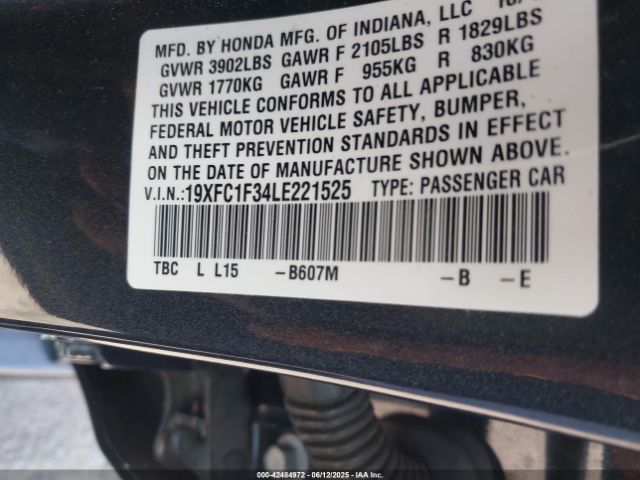 MFD. BY HONDA MFG. OF INDIANA, LLC
GVWR 3902LBS GAWR F 2105LBS R 1829LBS
GVWR 1770KG GAWR F 955KG R 830KG
THIS VEHICLE CONFORMS TO ALL APPLICABLE
FEDERAL MOTOR VEHICLE SAFETY, BUMPER,
AND THEFT PREVENTION STANDARDS IN EFFECT
ON THE DATE OF MANUFACTURE SHOWN ABOVE.
V.I.N.:19XFC1F34LE221525 TYPE: PASSENGER CAR
TBC L L15 -B607M -B -E
000-42484972 - 06/12/2025 - IAA Inc.